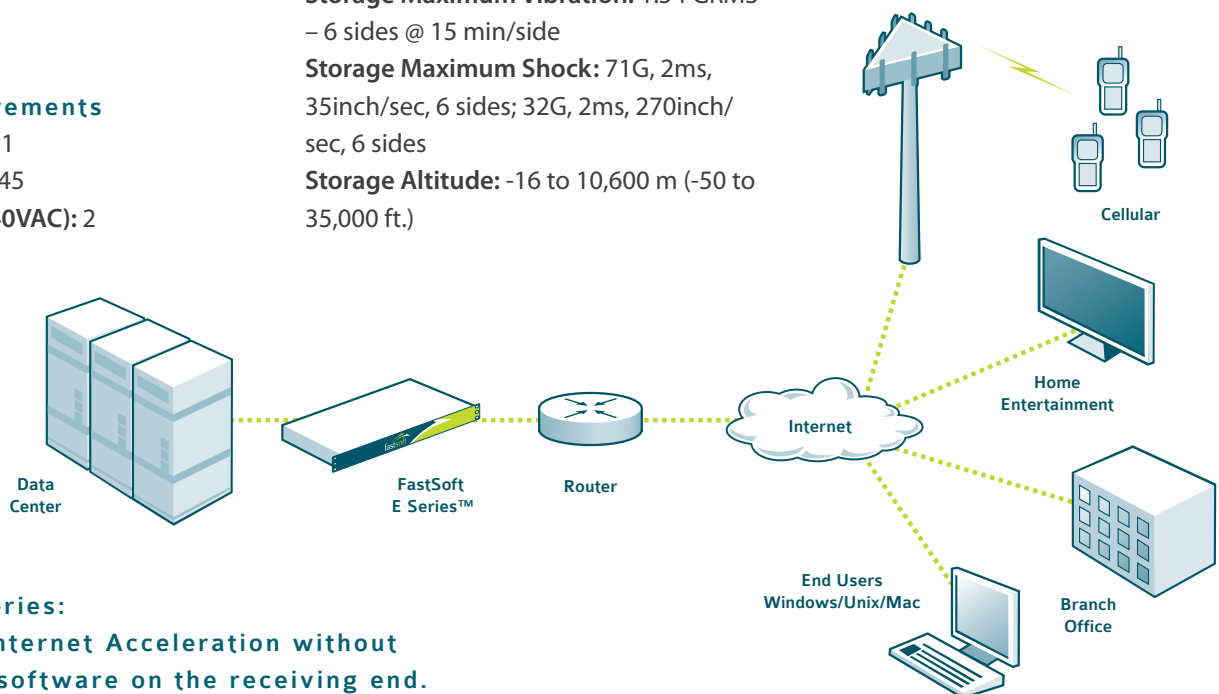 – 6 sides @ 15 min/side
Storage Maximum Shock: 71G, 2ms,
35inch/sec, 6 sides; 32G, 2ms, 270inch/
sec, 6 sides
Storage Altitude: -16 to 10,600 m (-50 to
35,000 ft.)
ements
1
45
0VAC): 2
Cellular
Home
Entertainment
Internet
Data
Center
fastsoft
FastSoft
E Series™
Router
End Users
Windows/Unix/Mac
Branch
Office
eries:
nternet Acceleration without
software on the receiving end.